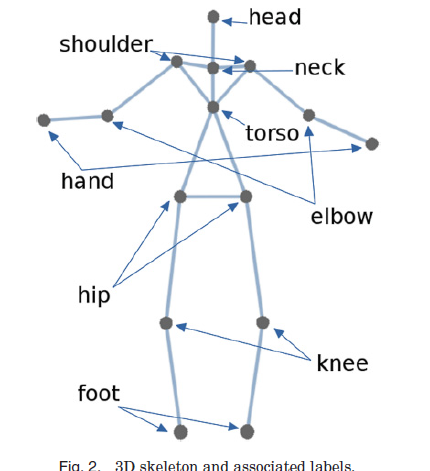 head
shoulder
neck
torso
hand
elbow
hip
knee
foot
Fig. 2. 3D skeleton and associated labels.